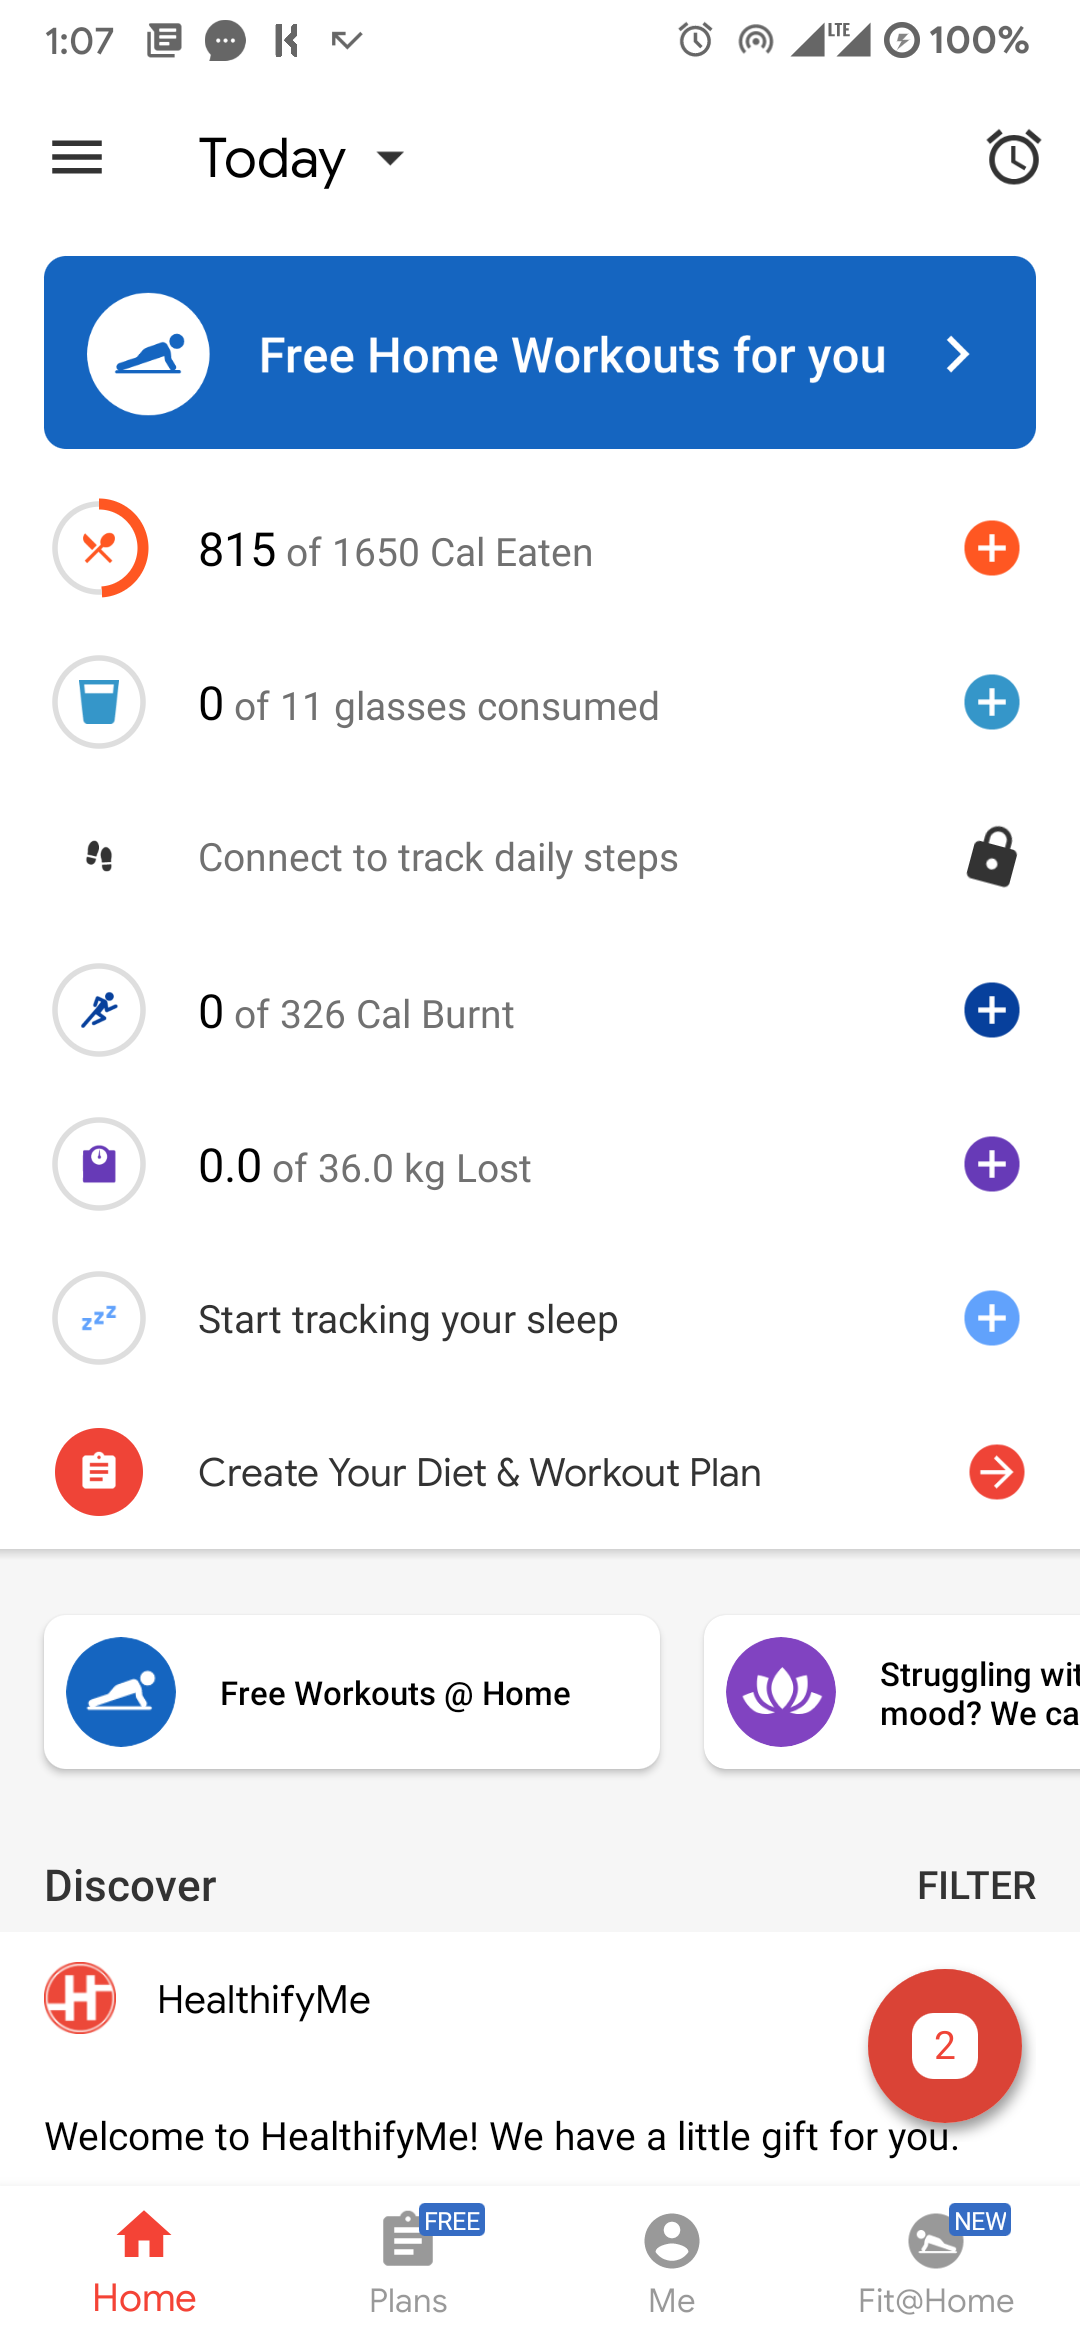 1:07 LTE 100%
Today
Free Home Workouts for you
815 of 1650 Cal Eaten
0 of 11 glasses consumed
Connect to track daily steps
0 of 326 Cal Burnt
0.0 of 36.0 kg Lost
zzz
Start tracking your sleep
Create Your Diet & Workout Plan
Free Workouts @ Home
Struggling wit
mood? We ca
Discover FILTER
H HealthifyMe
2
Welcome to HealthifyMe! We have a little gift for you.
FREE NEW
Home Plans Me Fit@Home